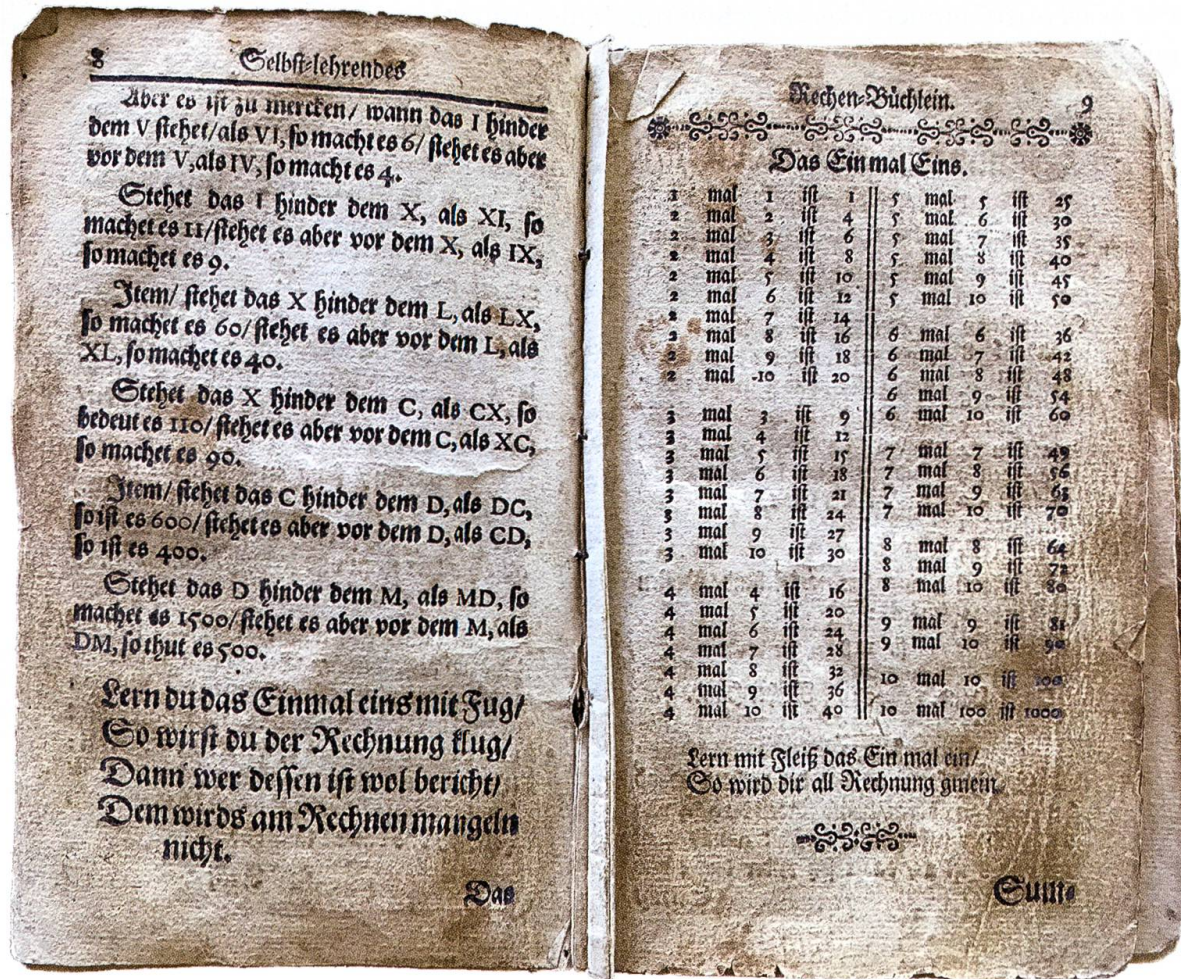 8
Selbst-lehrendes
Aber es ist zu mercken/ wann das I hinder
dem V stehet/als VI, so macht es 6/ stehet es aber
vor dem V, als IV, so macht es 4.
Stehet das I hinder dem X, als XI, so
machet es 11/stehet es aber vor dem X, als IX,
so machet es 9.
Item/ stehet das X hinder dem L, als LX,
so machet es 60/stehet es aber vor dem L, als
XL, so machet es 40.
Stehet das X hinder dem C, als CX, so
bedeut es 110/stehet es aber vor dem C, als XC,
so machet es 90.
Item/ stehet das C hinder dem D, als DC,
so ist es 600/ stehet es aber vor dem D, als CD,
so ist es 400.
Stehet das D hinder dem M, als MD, so
machet es 1500/stehet es aber vor dem M, als
DM, so thut es 500.
Lern du das Einmal eins mit Fug/
So wirst du der Rechnung klug/
Dann wer dessen ist wol bericht/
Dem wirds am Rechnen mangeln
nicht.
Das
Rechen-Büchlein.
9
Das Ein mal Eins.
1 mal 1 ist 1
2 mal 2 ist 4
2 mal 3 ist 6
2 mal 4 ist 8
2 mal 5 ist 10
2 mal 6 ist 12
2 mal 7 ist 14
2 mal 8 ist 16
2 mal 9 ist 18
2 mal 10 ist 20
3 mal 3 ist 9
3 mal 4 ist 12
3 mal 5 ist 15
3 mal 6 ist 18
3 mal 7 ist 21
3 mal 8 ist 24
3 mal 9 ist 27
3 mal 10 ist 30
4 mal 4 ist 16
4 mal 5 ist 20
4 mal 6 ist 24
4 mal 7 ist 28
4 mal 8 ist 32
4 mal 9 ist 36
4 mal 10 ist 40
5 mal 5 ist 25
5 mal 6 ist 30
5 mal 7 ist 35
5 mal 8 ist 40
5 mal 9 ist 45
5 mal 10 ist 50
6 mal 6 ist 36
6 mal 7 ist 42
6 mal 8 ist 48
6 mal 9 ist 54
6 mal 10 ist 60
7 mal 7 ist 49
7 mal 8 ist 56
7 mal 9 ist 63
7 mal 10 ist 70
8 mal 8 ist 64
8 mal 9 ist 72
8 mal 10 ist 80
9 mal 9 ist 81
9 mal 10 ist 90
10 mal 10 ist 100
10 mal 100 ist 1000
Lern mit Fleiß das Ein mal ein/
So wird dir all Rechnung gmein.